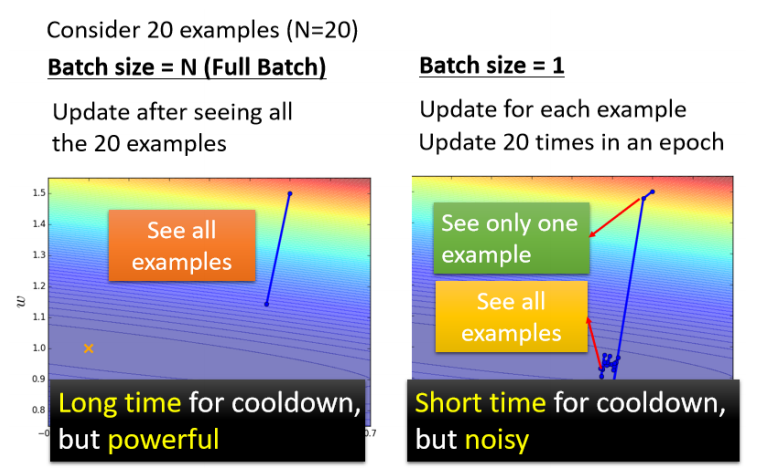 Consider 20 examples (N=20)
Batch size = N (Full Batch)
Update after seeing all
the 20 examples
1.5
1.4
1.3
1.2
1.1
1.0
0.9
0.8
w
See all
examples
Long time for cooldown,
but powerful
−0
0.7
Batch size = 1
Update for each example
Update 20 times in an epoch
See only one
example
See all
examples
Short time for cooldown,
but noisy